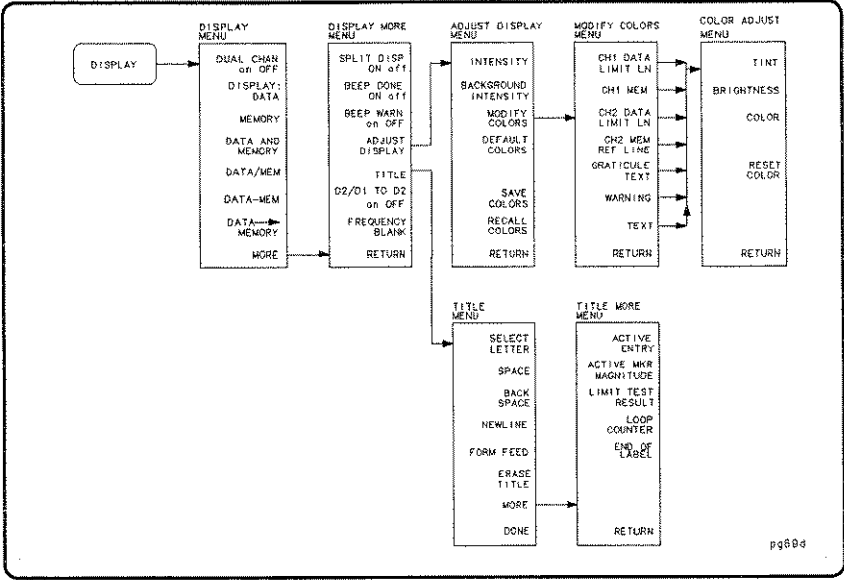 DISPLAY
DISPLAY
MENU
DUAL CHAN
on OFF
DISPLAY:
DATA
MEMORY
DATA AND
MEMORY
DATA/MEM
DATA-MEM
DATA
MEMORY
MORE
DISPLAY MORE
MENU
SPLIT DISP
ON off
BEEP DONE
ON off
BEEP WARN
on OFF
ADJUST
DISPLAY
TITLE
D2/D1 TO D2
on OFF
FREQUENCY
BLANK
RETURN
ADJUST DISPLAY
MENU
INTENSITY
BACKGROUND
INTENSITY
MODIFY
COLORS
DEFAULT
COLORS
SAVE
COLORS
RECALL
COLORS
RETURN
MODIFY COLORS
MENU
CH1 DATA
LIMIT LN
CH1 MEM
CH2 DATA
LIMIT LN
CH2 MEM
REF LINE
GRATICULE
TEXT
WARNING
TEXT
RETURN
COLOR ADJUST
MENU
TINT
BRIGHTNESS
COLOR
RESET
COLOR
RETURN
TITLE
MENU
SELECT
LETTER
SPACE
BACK
SPACE
NEWLINE
FORM FEED
ERASE
TITLE
MORE
DONE
TITLE MORE
MENU
ACTIVE
ENTRY
ACTIVE MKR
MAGNITUDE
LIMIT TEST
RESULT
LOOP
COUNTER
END OF
LABEL
RETURN
pg69d